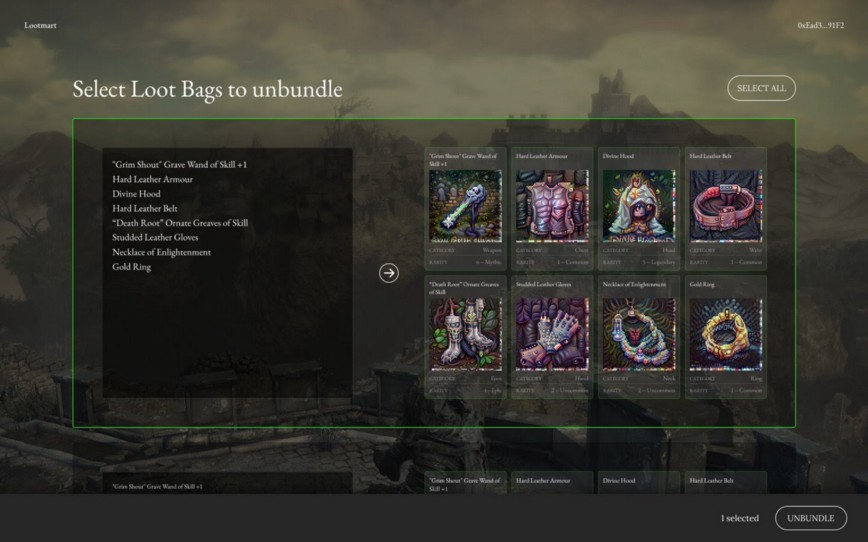 Lootmart
0xEad3...91F2
Select Loot Bags to unbundle
SELECT ALL
"Grim Shout" Grave Wand of Skill +1
Hard Leather Armour
Divine Hood
Hard Leather Belt
“Death Root” Ornate Greaves of Skill
Studded Leather Gloves
Necklace of Enlightenment
Gold Ring
"Grim Shout" Grave Wand of
Skill +1
CATEGORY Weapon
RARITY 6 - Mythic
Hard Leather Armour
CATEGORY Chest
RARITY 1 - Common
Divine Hood
CATEGORY Head
RARITY 5 - Legendary
Hard Leather Belt
CATEGORY Waist
RARITY 1 - Common
“Death Root” Ornate Greaves
of Skill
CATEGORY Foot
RARITY 4 - Epic
Studded Leather Gloves
CATEGORY Hand
RARITY 2 - Uncommon
Necklace of Enlightenment
CATEGORY Neck
RARITY 2 - Uncommon
Gold Ring
CATEGORY Ring
RARITY 1 - Common
"Grim Shout" Grave Wand of Skill +1
"Grim Shout" Grave Wand of
Skill +1
Hard Leather Armour
Divine Hood
Hard Leather Belt
1 selected
UNBUNDLE